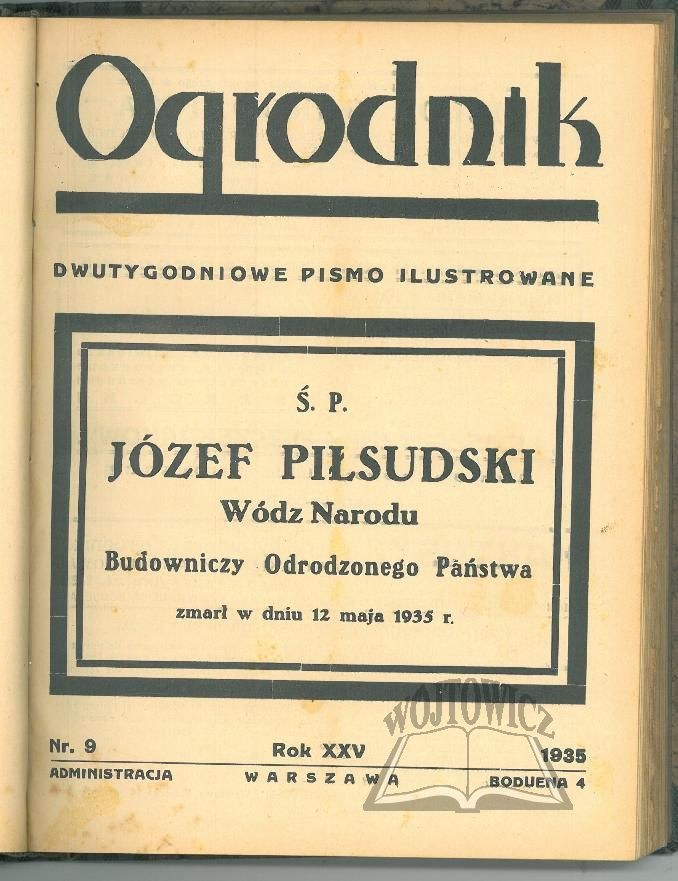 Ogrodnik
DWUTYGODNIOWE PISMO ILUSTROWANE
Ś. P.
JÓZEF PIŁSUDSKI
Wódz Narodu
Budowniczy Odrodzonego Państwa
zmarł w dniu 12 maja 1935 r.
WÓJTOWICZ
Nr. 9 Rok XXV 1935
ADMINISTRACJA WARSZAWA BODUENA 4